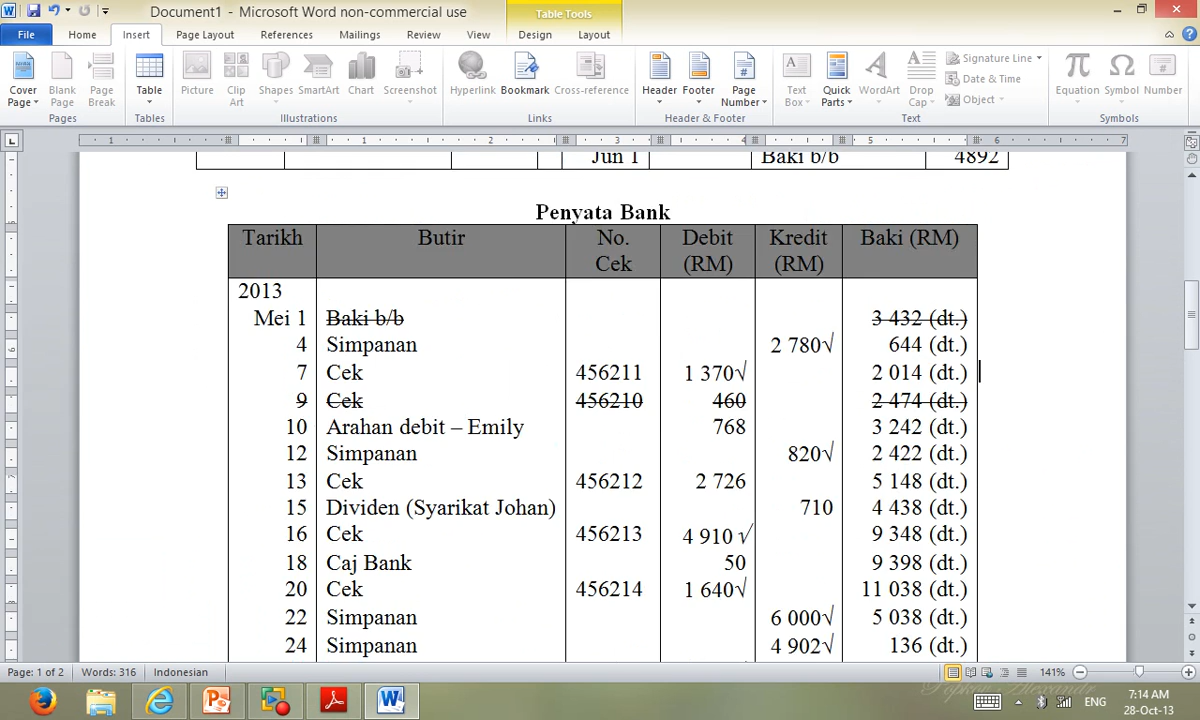 Document1 - Microsoft Word non-commercial use
Table Tools
File Home Insert Page Layout References Mailings Review View Design Layout
Cover Page Blank Page Page Break Table Picture Clip Art Shapes SmartArt Chart Screenshot Hyperlink Bookmark Cross-reference Header Footer Page Number Text Box Quick Parts WordArt Drop Cap Signature Line Date & Time Object Equation Symbol Number
Pages Tables Illustrations Links Header & Footer Text Symbols
1 1 2 3 4 5 6 7
Jun 1 Baki b/b 4892
Penyata Bank
Tarikh Butir No. Cek Debit (RM) Kredit (RM) Baki (RM)
2013
Mei 1 Baki b/b 3 432 (dt.)
4 Simpanan 2 780√ 644 (dt.)
7 Cek 456211 1 370√ 2 014 (dt.)
9 Cek 456210 460 2 474 (dt.)
10 Arahan debit – Emily 768 3 242 (dt.)
12 Simpanan 820√ 2 422 (dt.)
13 Cek 456212 2 726 5 148 (dt.)
15 Dividen (Syarikat Johan) 710 4 438 (dt.)
16 Cek 456213 4 910 √ 9 348 (dt.)
18 Caj Bank 50 9 398 (dt.)
20 Cek 456214 1 640√ 11 038 (dt.)
22 Simpanan 6 000√ 5 038 (dt.)
24 Simpanan 4 902√ 136 (dt.)
Page: 1 of 2 Words: 316 Indonesian 141%
ENG 7:14 AM
28-Oct-13